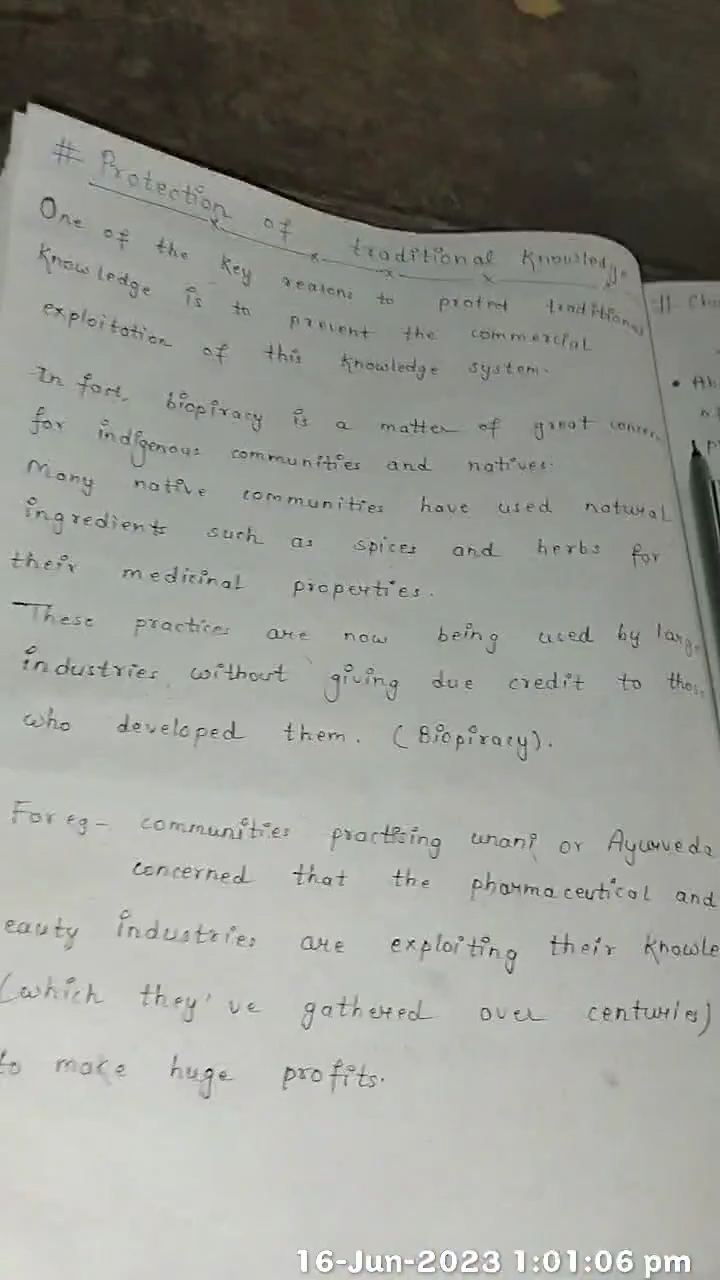 # Protection of traditional Knowledge
One of the key reasons to protect traditional
Knowledge is to prevent the commercial
exploitation of this knowledge system.
In fact, biopiracy is a matter of great concern
for indigenous communities and natives.
Many native communities have used natural
ingredients such as spices and herbs for
their medicinal properties.
These practices are now being used by large
industries without giving due credit to those
who developed them. (Biopiracy).
For eg- communities practising unani or Ayurveda
concerned that the pharmaceutical and
eauty industries are exploiting their Knowle
(which they've gathered over centuries)
to make huge profits.
16-Jun-2023 1:01:06 pm